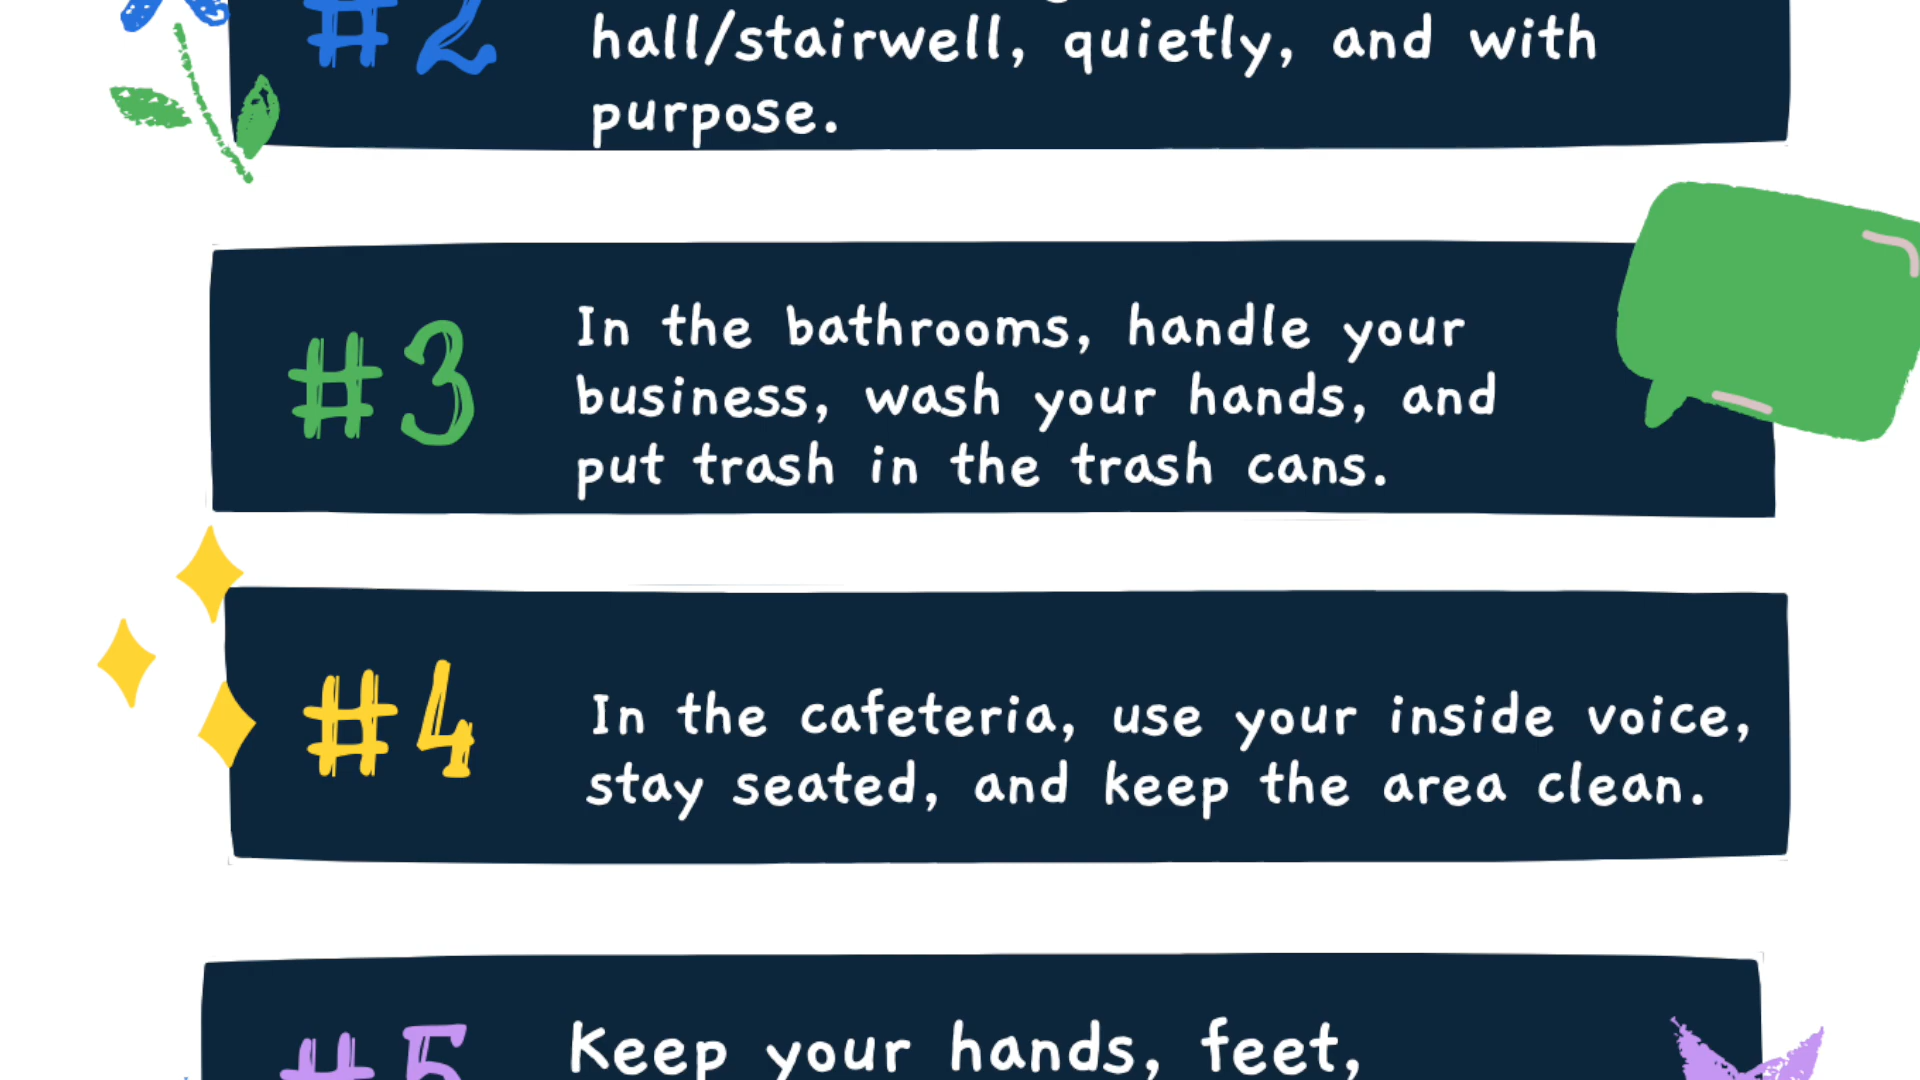 #2
hall/stairwell, quietly, and with
purpose.
#3
In the bathrooms, handle your
business, wash your hands, and
put trash in the trash cans.
#4
In the cafeteria, use your inside voice,
stay seated, and keep the area clean.
#5
Keep your hands, feet,